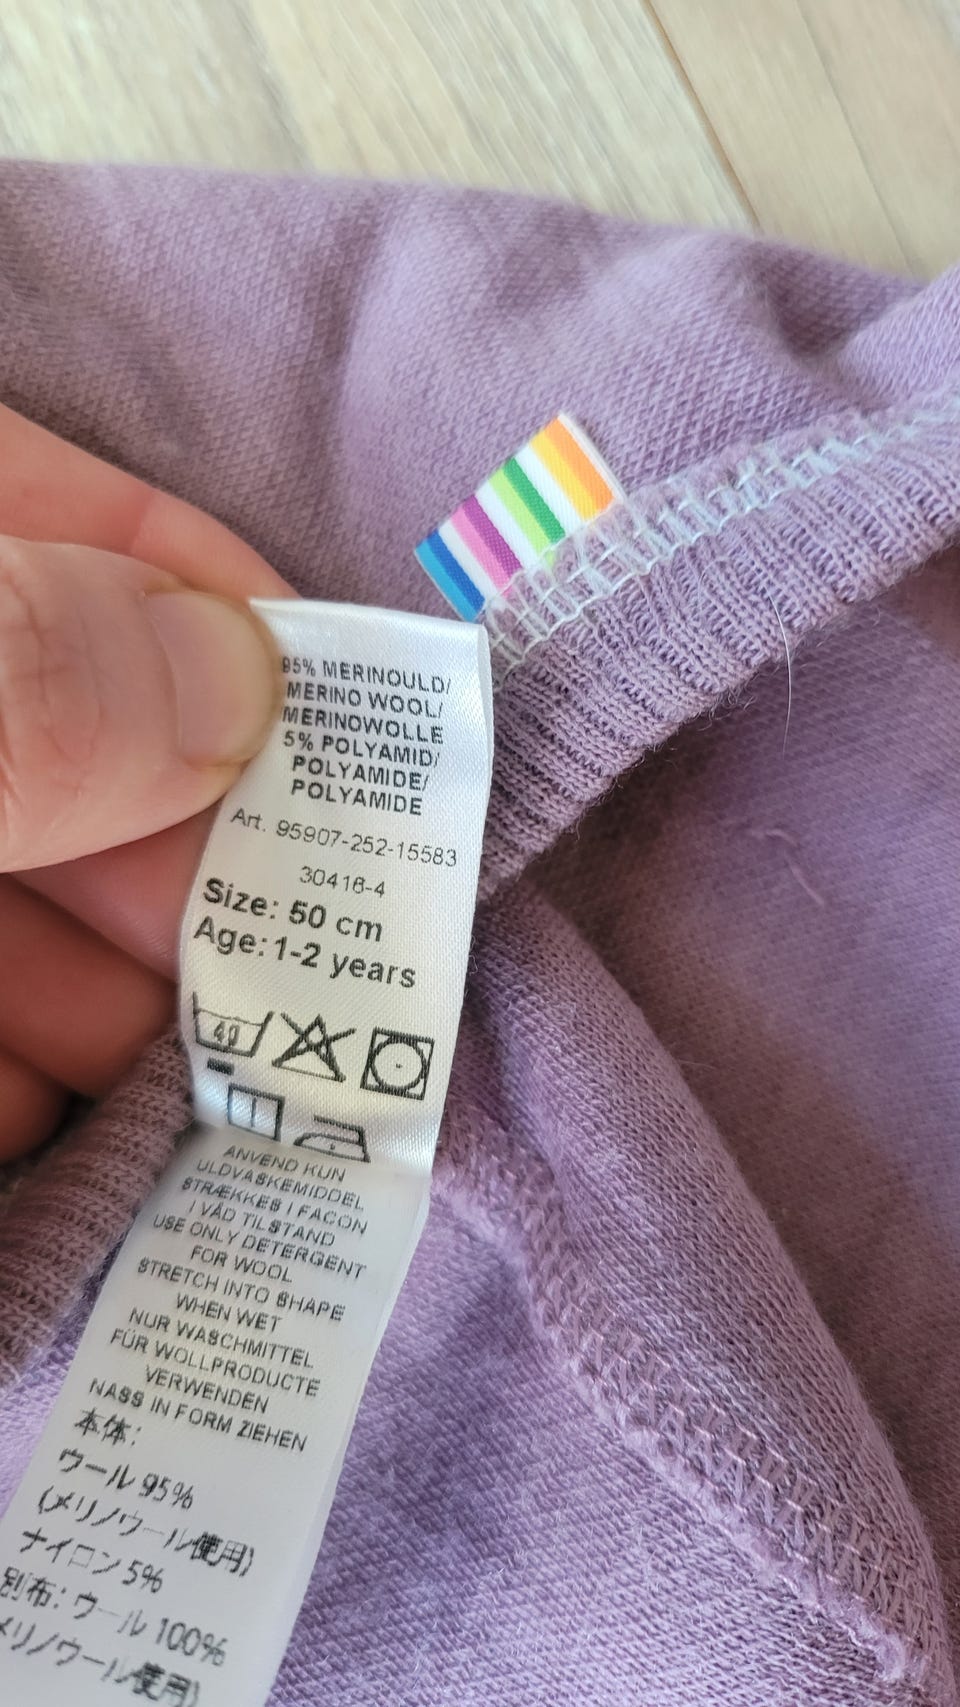 95% MERINOULD/
MERINO WOOL/
MERINOWOLLE
5% POLYAMID/
POLYAMIDE/
POLYAMIDE
Art. 95907-252-15583
30416-4
Size: 50 cm
Age: 1-2 years
40
ANVEND KUN
ULDVASKEMIDDEL
STRÆKKES I FACON
I VÅD TILSTAND
USE ONLY DETERGENT
FOR WOOL
STRETCH INTO SHAPE
WHEN WET
NUR WASCHMITTEL
FÜR WOLLPRODUCTE
VERWENDEN
NASS IN FORM ZIEHEN
本体:
ウール 95%
(メリノウール使用)
ナイロン 5%
別布: ウール 100%
メリノウール使用)